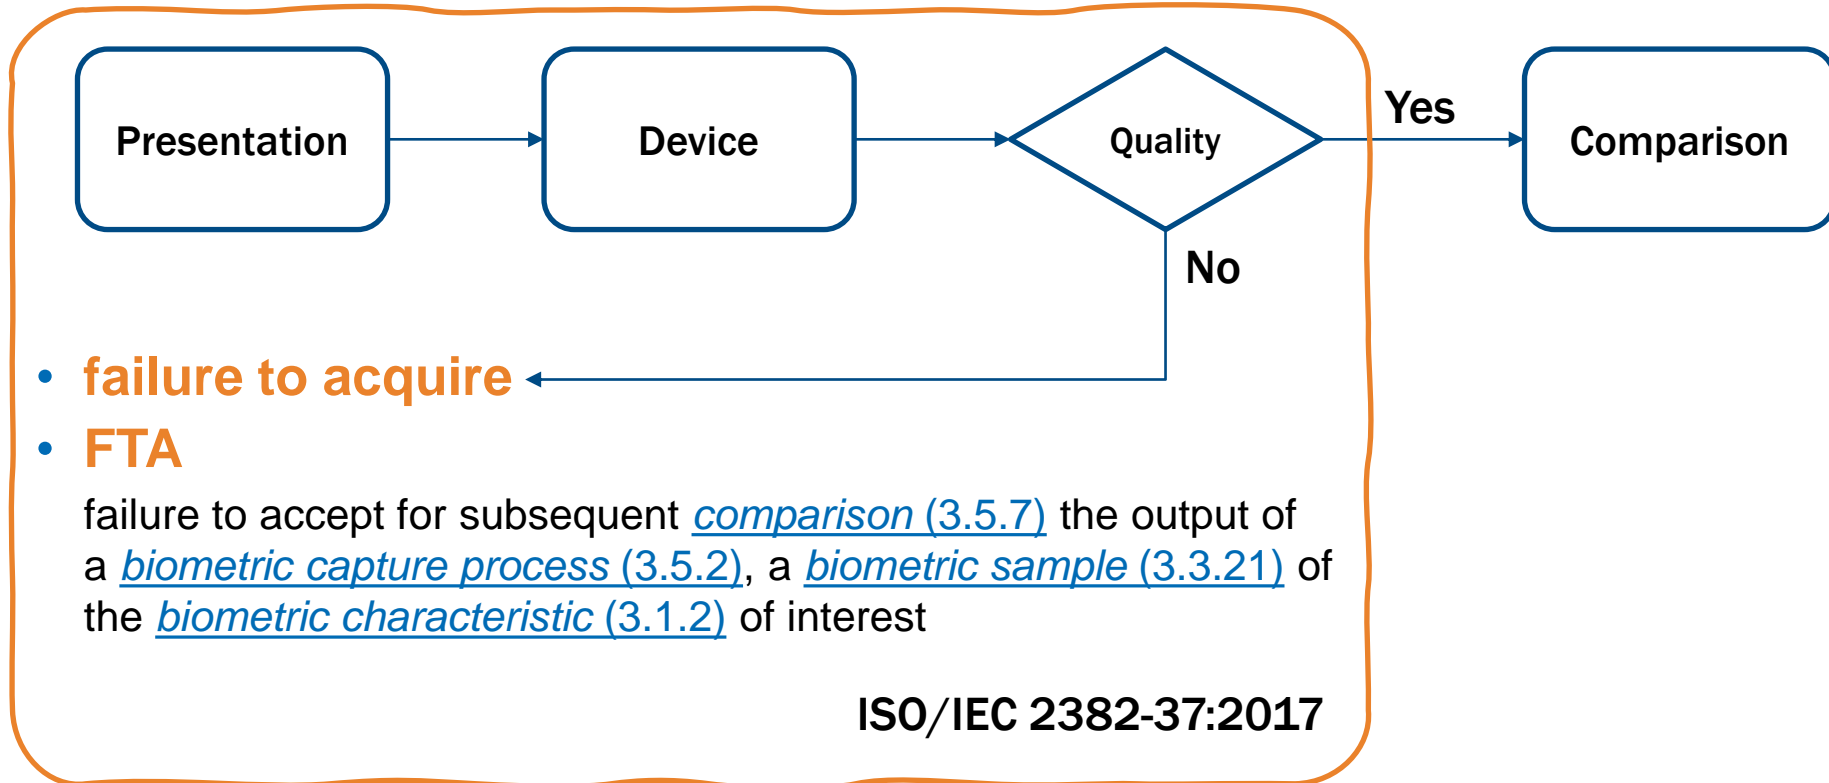 Presentation
Device
Quality
Yes
Comparison
No
• failure to acquire
• FTA
failure to accept for subsequent comparison (3.5.7) the output of
a biometric capture process (3.5.2), a biometric sample (3.3.21) of
the biometric characteristic (3.1.2) of interest
ISO/IEC 2382-37:2017